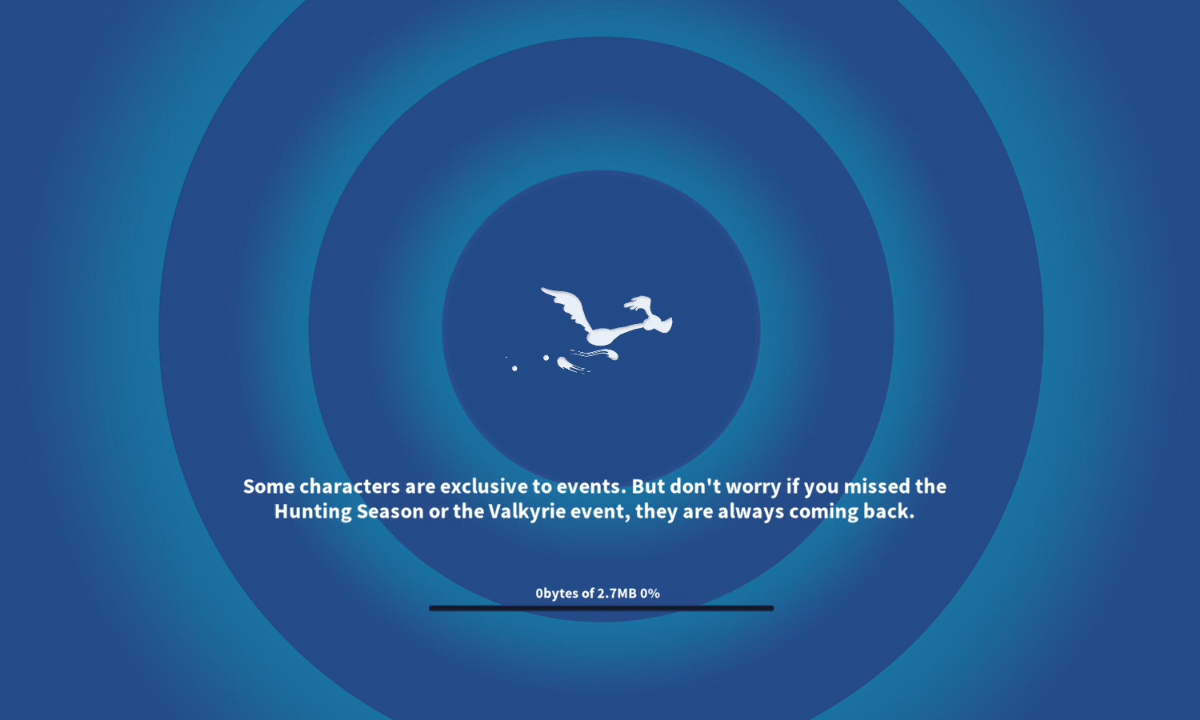 Some characters are exclusive to events. But don't worry if you missed the
Hunting Season or the Valkyrie event, they are always coming back.
0bytes of 2.7MB 0%